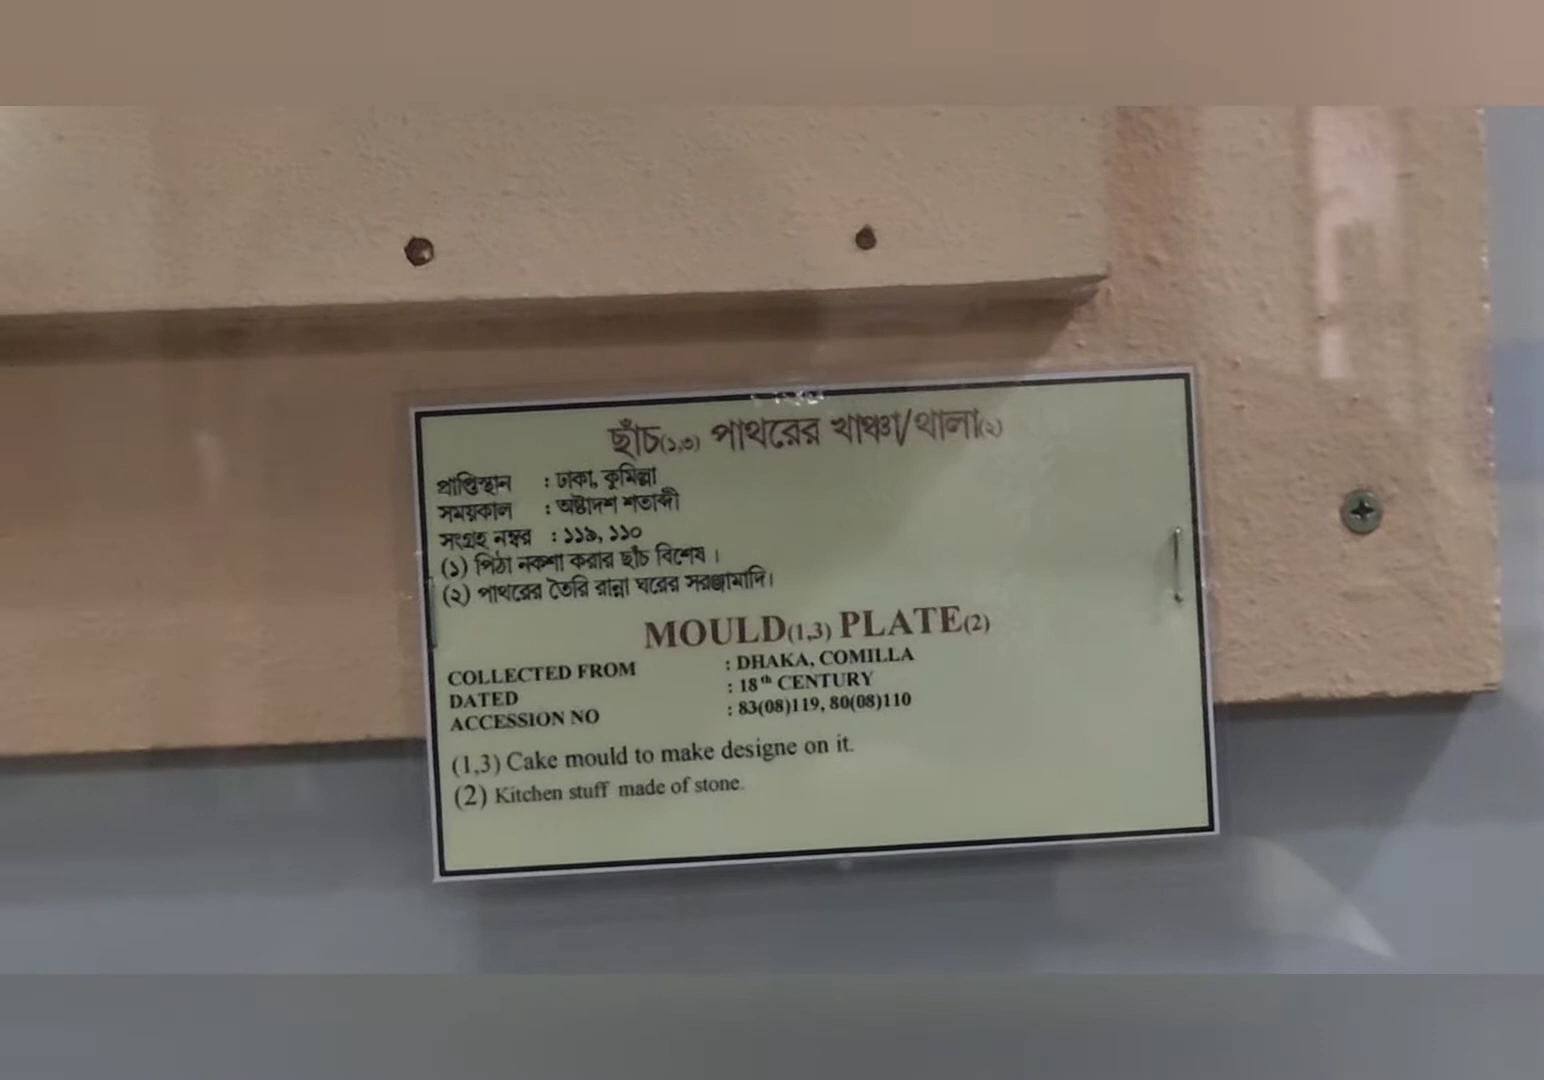 ছাঁচ(১,৩) পাথরের খাঞ্চা/থালা(২)
প্রাপ্তিস্থান : ঢাকা, কুমিল্লা
সময়কাল : অষ্টাদশ শতাব্দী
সংগ্রহ নম্বর : ১১৯, ১১০
(১) পিঠা নকশা করার ছাঁচ বিশেষ।
(২) পাথরের তৈরি রান্না ঘরের সরঞ্জামাদি।
MOULD(1,3) PLATE(2)
COLLECTED FROM : DHAKA, COMILLA
DATED : 18th CENTURY
ACCESSION NO : 83(08)119, 80(08)110
(1,3) Cake mould to make designe on it.
(2) Kitchen stuff made of stone.